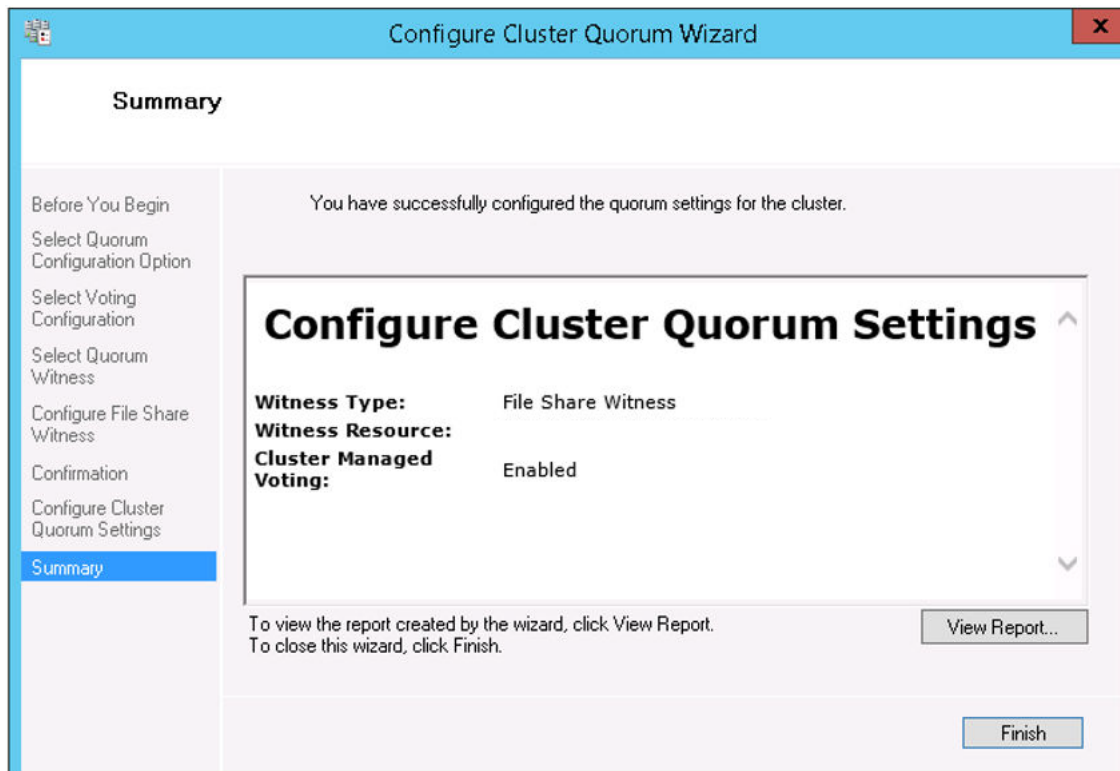 Configure Cluster Quorum Wizard
x
Summary
Before You Begin
Select Quorum
Configuration Option
Select Voting
Configuration
Select Quorum
Witness
Configure File Share
Witness
Confirmation
Configure Cluster
Quorum Settings
Summary
You have successfully configured the quorum settings for the cluster.
Configure Cluster Quorum Settings
Witness Type: File Share Witness
Witness Resource:
Cluster Managed
Voting: Enabled
To view the report created by the wizard, click View Report.
To close this wizard, click Finish.
View Report...
Finish